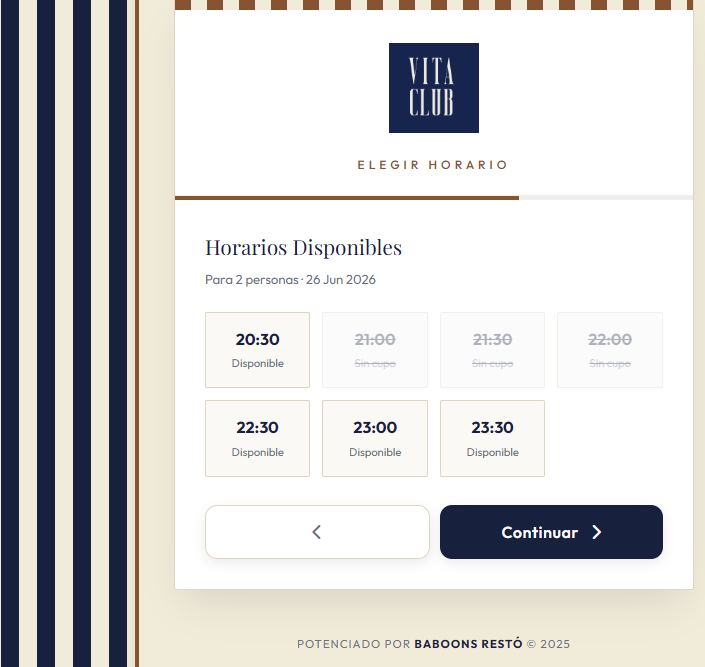 VITA
CLUB
ELEGIR HORARIO
Horarios Disponibles
Para 2 personas · 26 Jun 2026
20:30 21:00 21:30 22:00
Disponible Sin cupo Sin cupo Sin cupo
22:30 23:00 23:30
Disponible Disponible Disponible
Continuar
POTENCIADO POR BABOONS RESTÓ © 2025